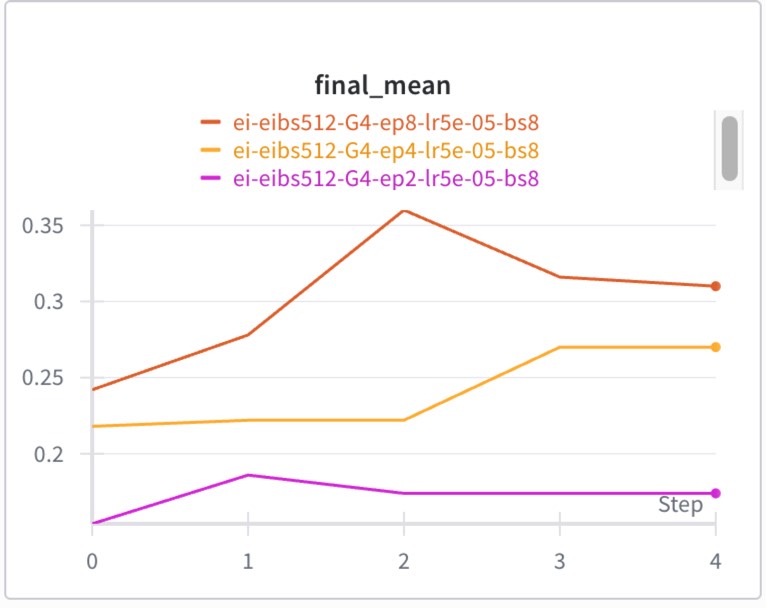 final_mean
ei-eibs512-G4-ep8-lr5e-05-bs8
ei-eibs512-G4-ep4-lr5e-05-bs8
ei-eibs512-G4-ep2-lr5e-05-bs8
0.35
0.3
0.25
0.2
Step
0 1 2 3 4